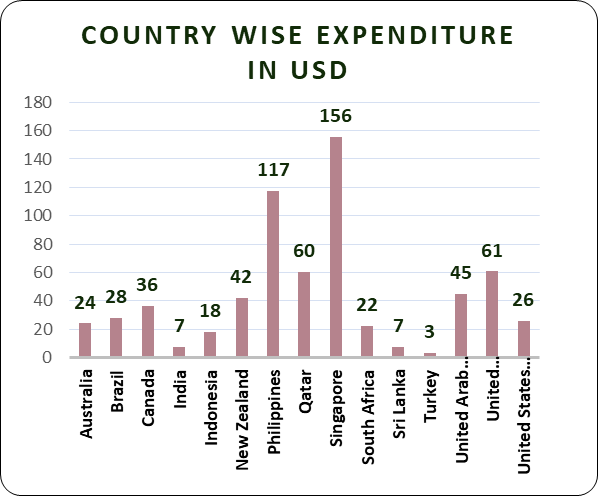 COUNTRY WISE EXPENDITURE
IN USD
180
160
140
120
100
80
60
40
20
0
24
28
36
7
18
42
117
60
156
22
7
3
45
61
26
Australia
Brazil
Canada
India
Indonesia
New Zealand
Philippines
Qatar
Singapore
South Africa
Sri Lanka
Turkey
United Arab…
United…
United States…